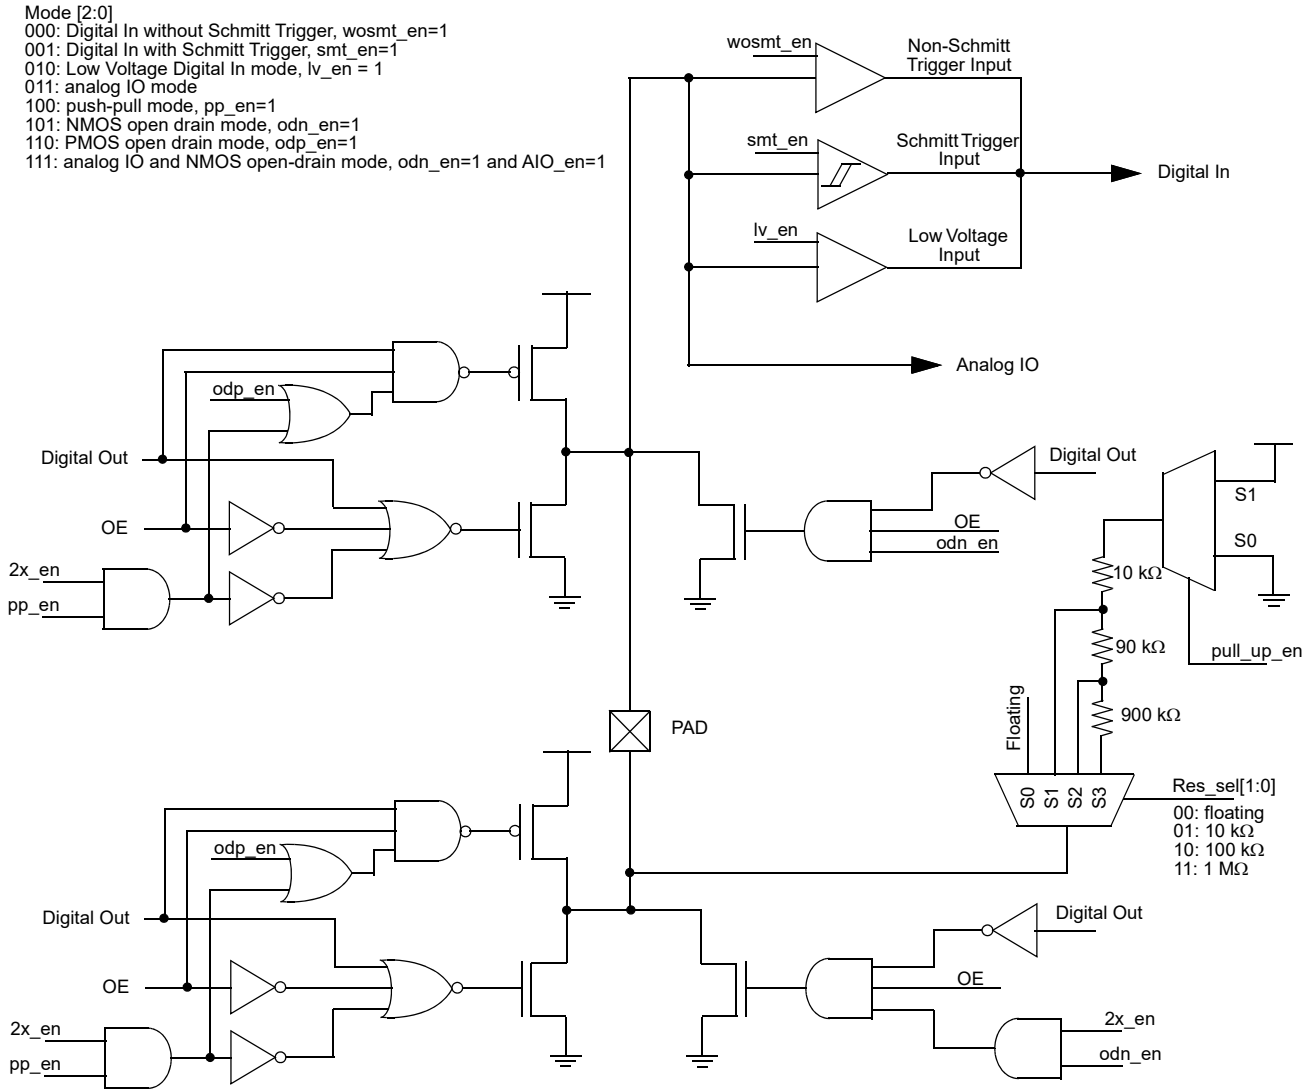 Mode [2:0]
000: Digital In without Schmitt Trigger, wosmt_en=1
001: Digital In with Schmitt Trigger, smt_en=1
010: Low Voltage Digital In mode, lv_en = 1
011: analog IO mode
100: push-pull mode, pp_en=1
101: NMOS open drain mode, odn_en=1
110: PMOS open drain mode, odp_en=1
111: analog IO and NMOS open-drain mode, odn_en=1 and AIO_en=1
wosmt_en
Non-Schmitt
Trigger Input
smt_en
Schmitt Trigger
Input
Digital In
lv_en
Low Voltage
Input
Analog IO
odp_en
Digital Out
OE
2x_en
pp_en
Digital Out
OE
odn_en
S1
S0
10 kΩ
90 kΩ
900 kΩ
pull_up_en
Floating
S0
S1
S2
S3
Res_sel[1:0]
00: floating
01: 10 kΩ
10: 100 kΩ
11: 1 MΩ
PAD
odp_en
Digital Out
OE
2x_en
pp_en
Digital Out
OE
2x_en
odn_en